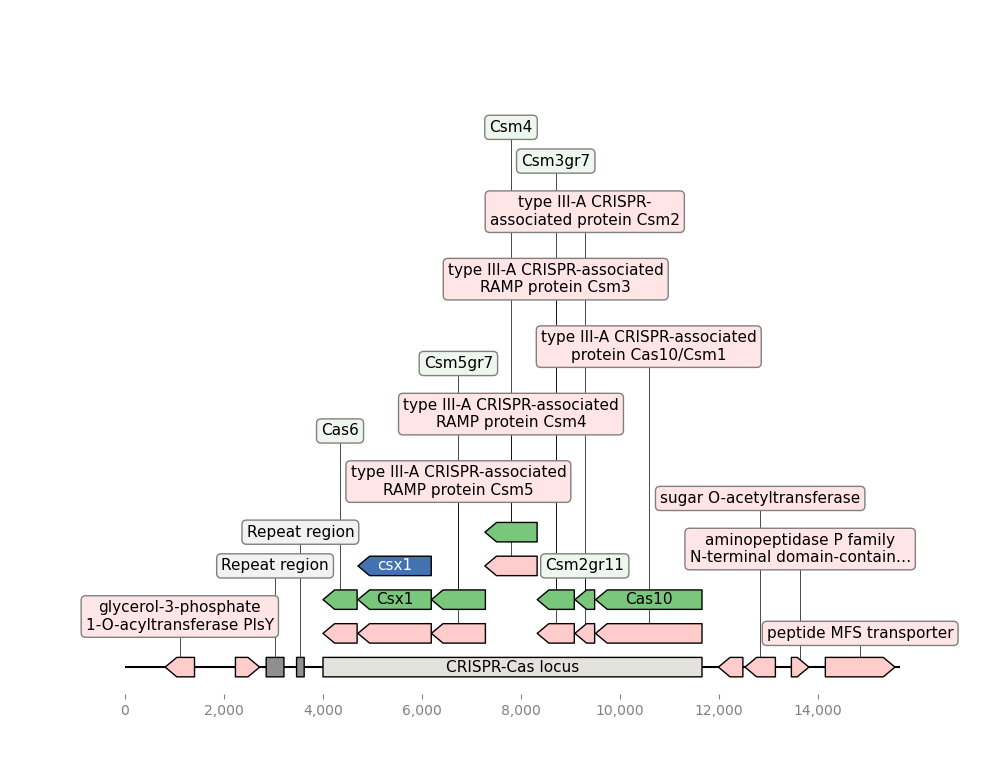 Csm4
Csm3gr7
type III-A CRISPR-
associated protein Csm2
type III-A CRISPR-associated
RAMP protein Csm3
type III-A CRISPR-associated
protein Cas10/Csm1
Csm5gr7
type III-A CRISPR-associated
RAMP protein Csm4
Cas6
type III-A CRISPR-associated
RAMP protein Csm5
sugar O-acetyltransferase
Repeat region
aminopeptidase P family
N-terminal domain-contain...
Repeat region
csx1
Csm2gr11
glycerol-3-phosphate
1-O-acyltransferase PlsY
Csx1
Cas10
peptide MFS transporter
CRISPR-Cas locus
0
2,000
4,000
6,000
8,000
10,000
12,000
14,000